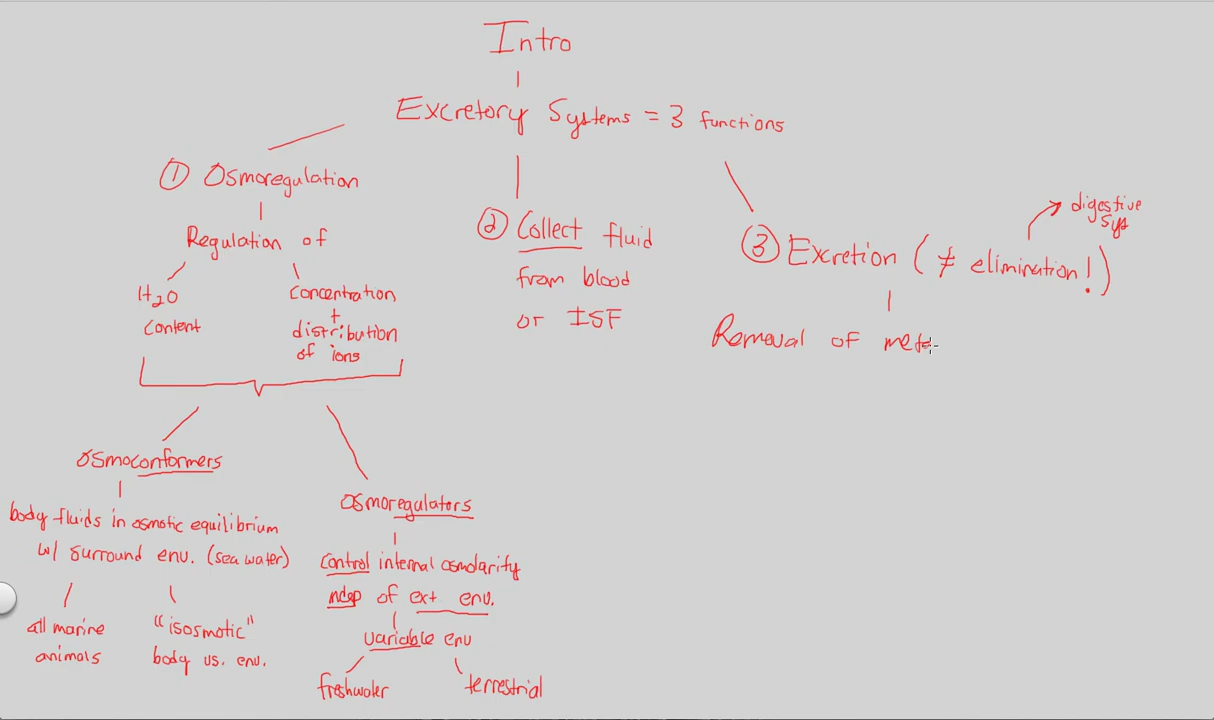 Intro
Excretory Systems = 3 functions
① Osmoregulation
Regulation of
H2O
content
concentration
+
distribution
of ions
Osmoconformers
body fluids in osmotic equilibrium
w/ surround env. (sea water)
all marine
animals
"isosmotic"
body vs. env.
Osmoregulators
control internal osmolarity
indep of ext env.
variable env
freshwater
terrestrial
② Collect fluid
from blood
or ISF
③ Excretion (≠ elimination!)
digestive
sys
Removal of meta